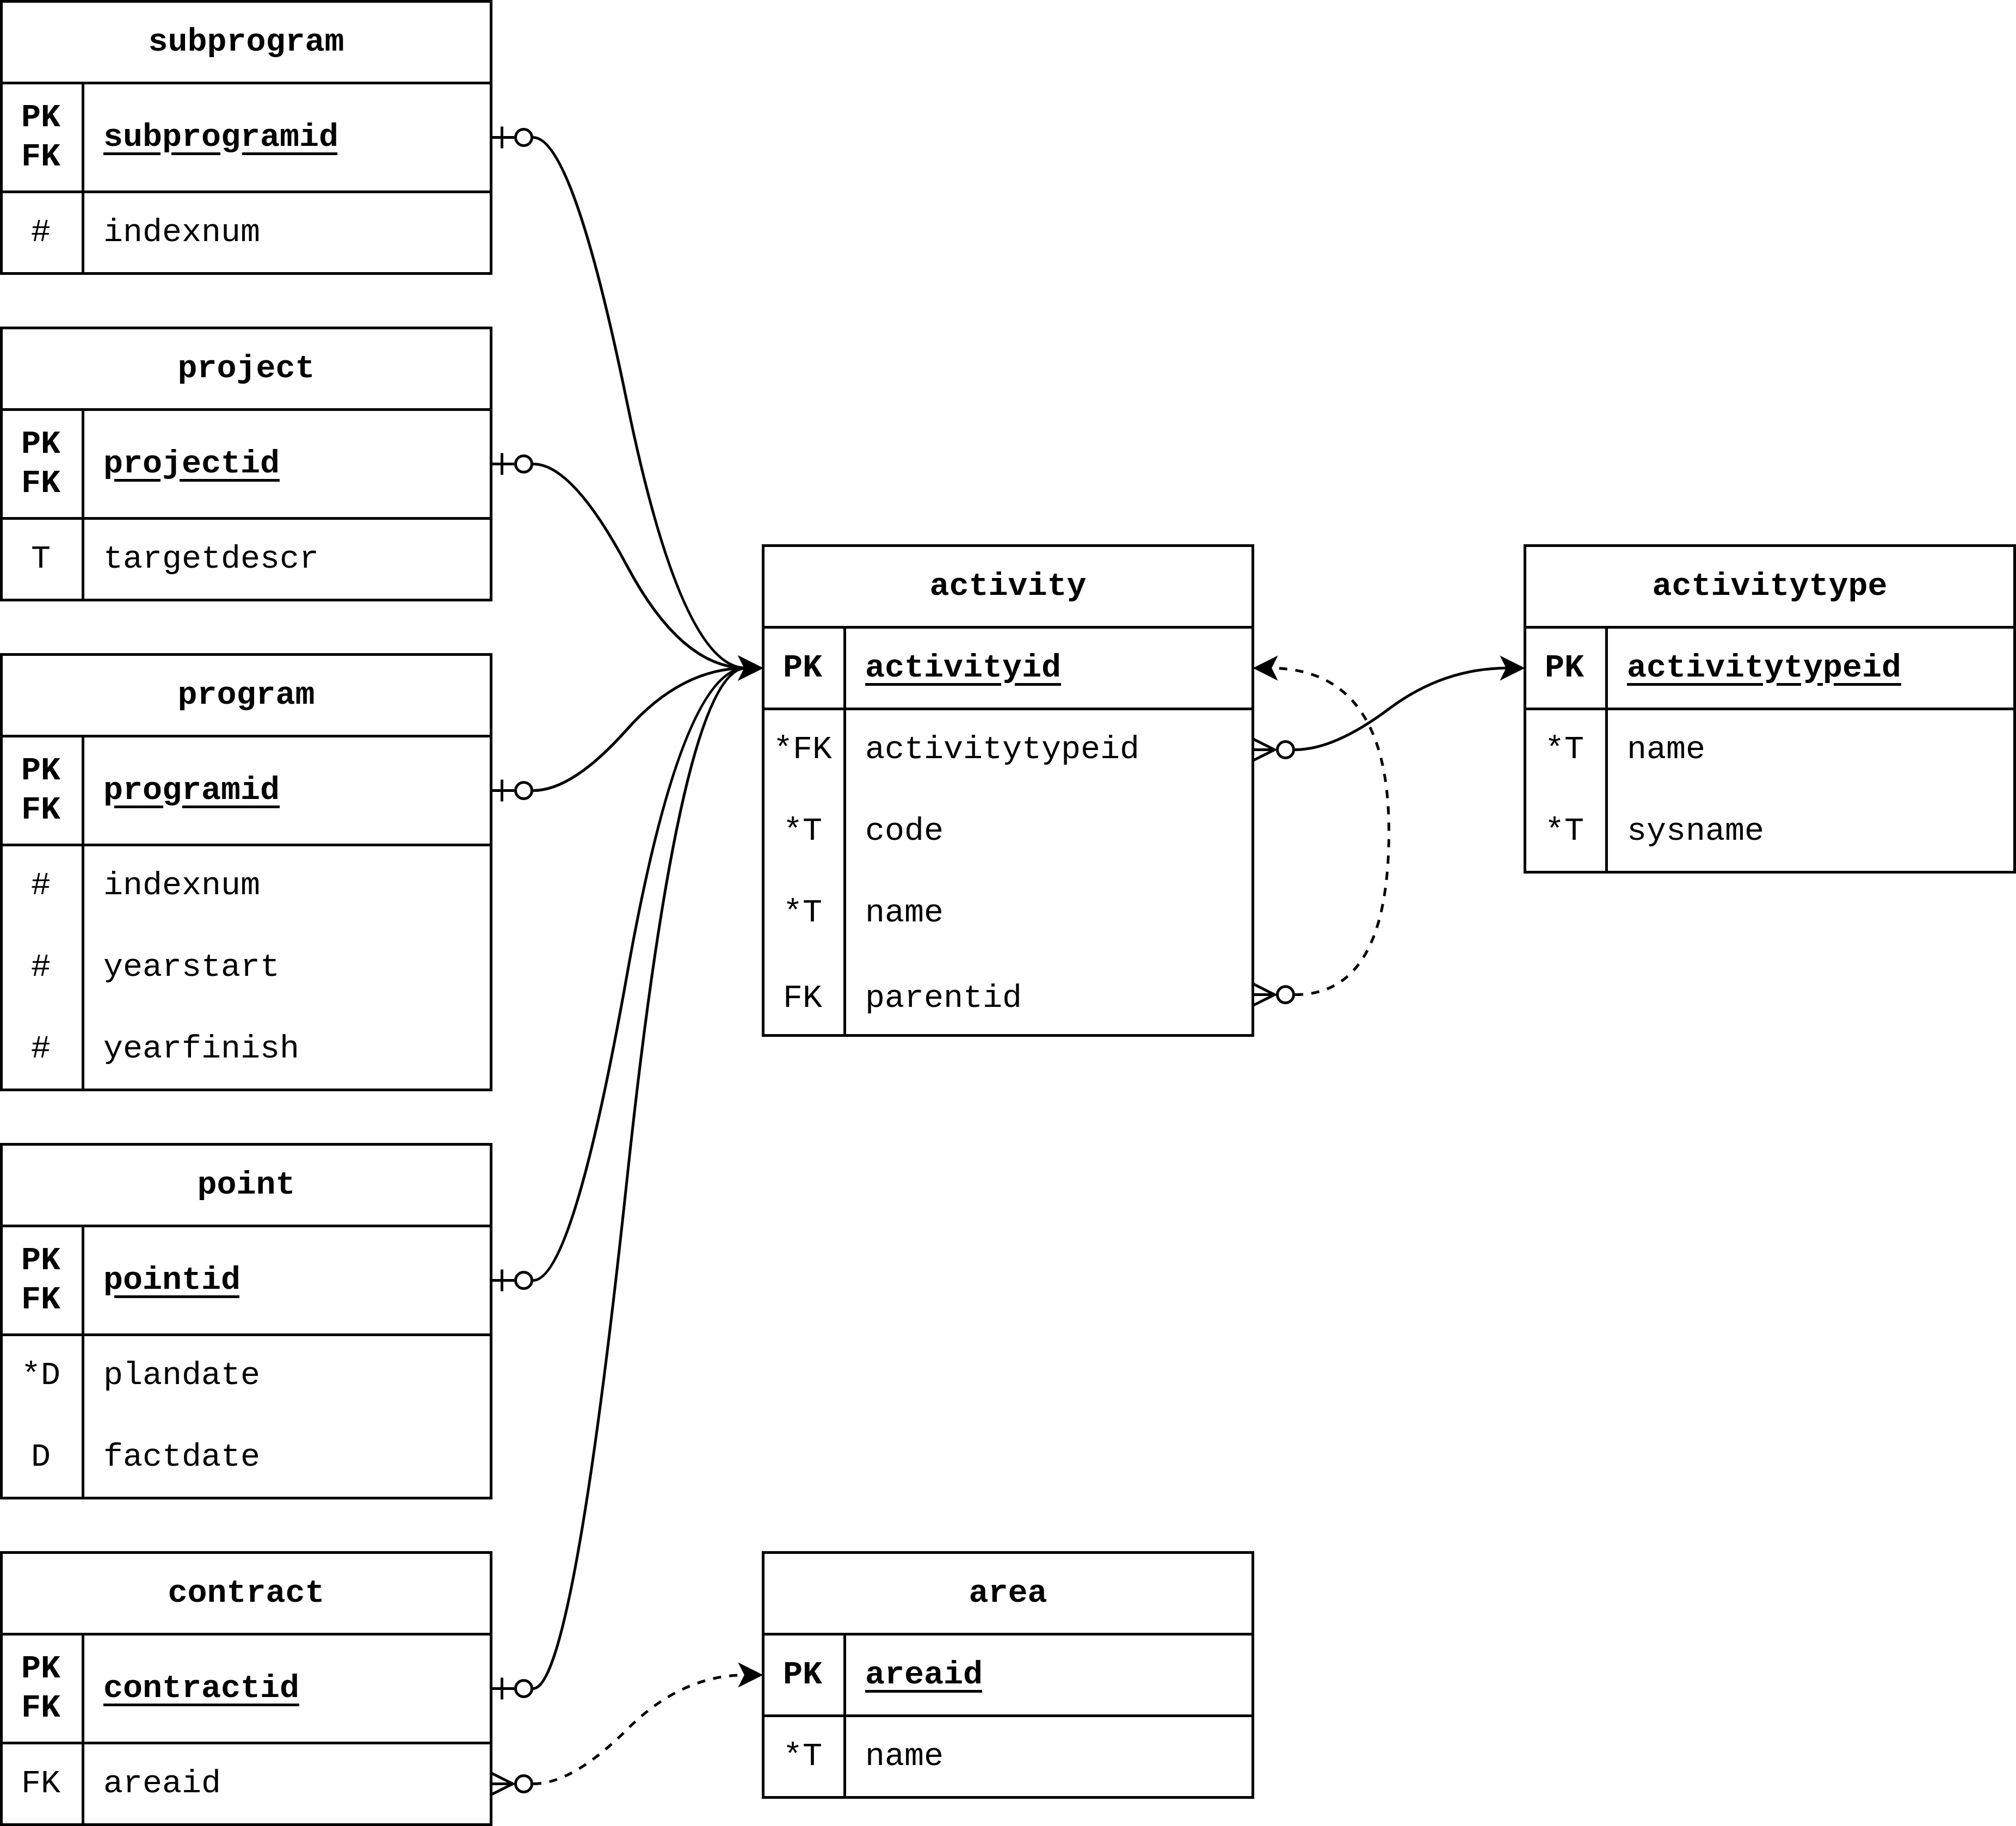 subprogram
PK
FK
subprogramid
# indexnum
project
PK
FK
projectid
T targetdescr
program
PK
FK
programid
# indexnum
# yearstart
# yearfinish
point
PK
FK
pointid
*D plandate
D factdate
contract
PK
FK
contractid
FK areaid
activity
PK activityid
*FK activitytypeid
*T code
*T name
FK parentid
area
PK areaid
*T name
activitytype
PK activitytypeid
*T name
*T sysname